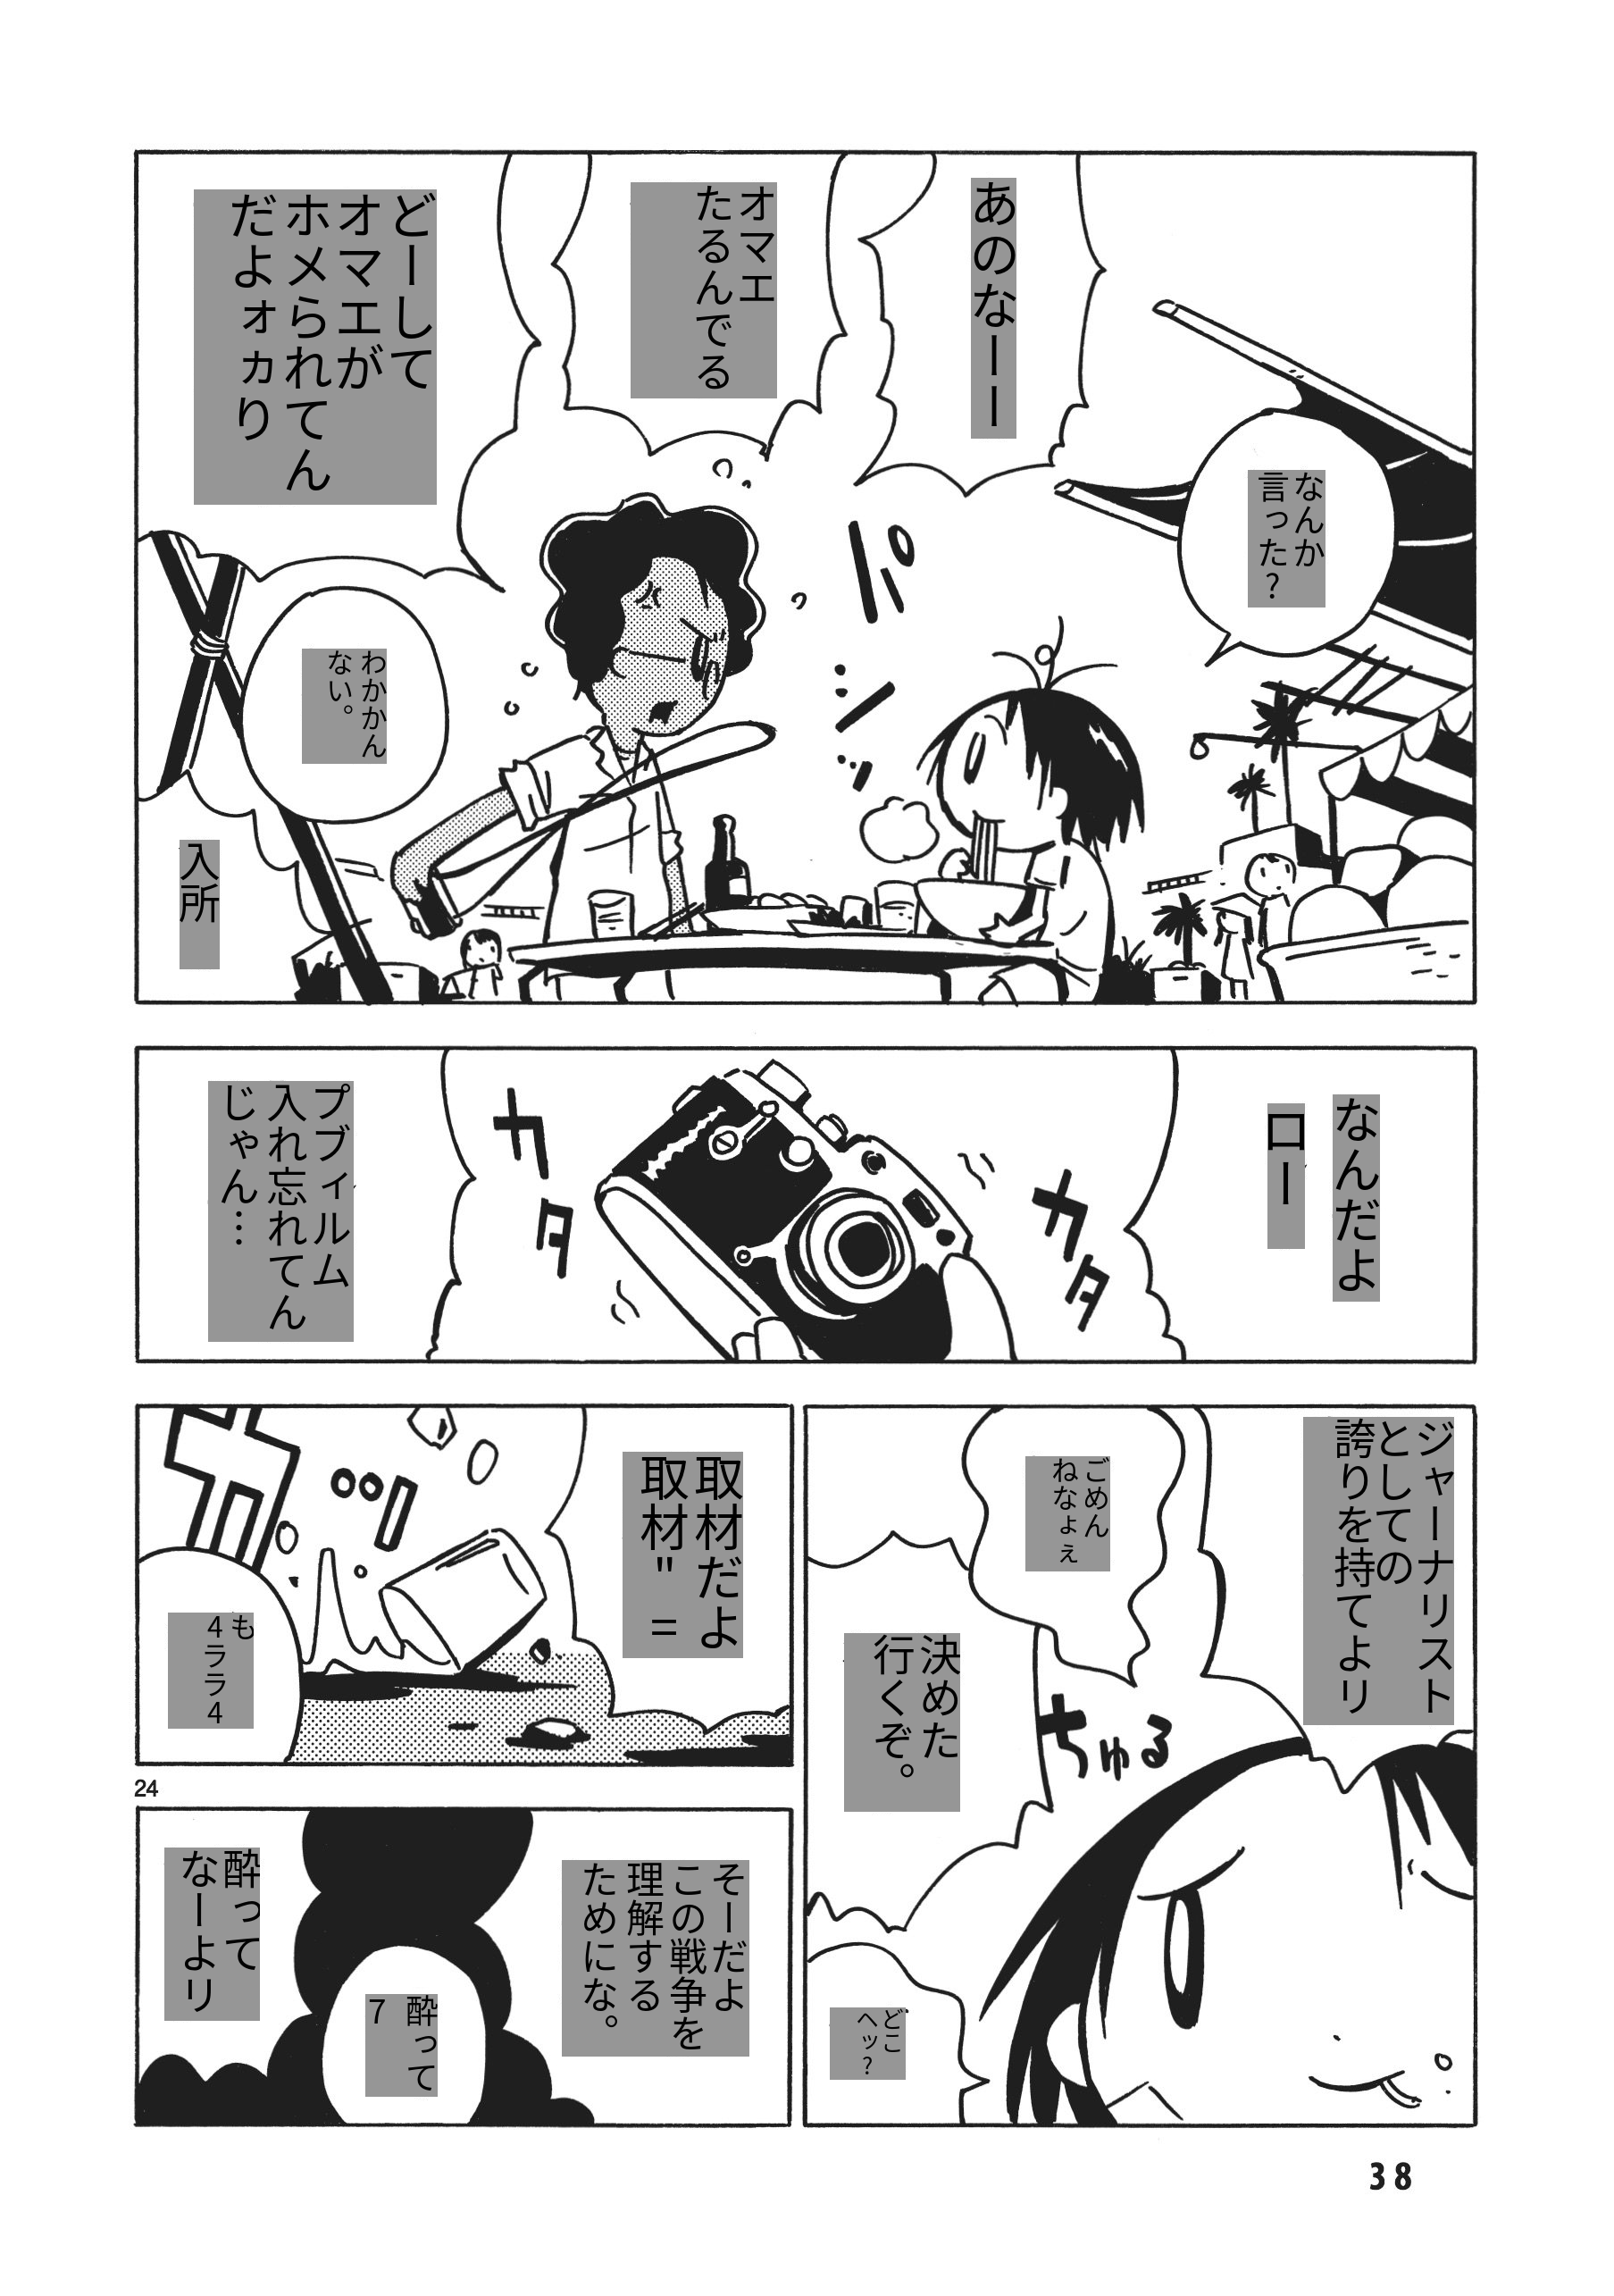 あのなーー
なんか
言った?
オマエ
たるんでる
どーして
オマエが
ホメられてん
だよォヵり
バ
シッ
わかかん
ない。
入所
なんだよ
口ー
カタ
カタ
プブィルム
入れ忘れてん
じゃん…
ジャーナリスト
としての
誇りを持てよリ
ごめん
ねなょぇ
決めた
行くぞ。
ちゅる
どこ
ヘッ?
取材だよ
取材"=
ガ
も
4ララ4
24
そーだよ
この戦争を
理解する
ためにな。
酔って
7
酔って
なーよリ
38